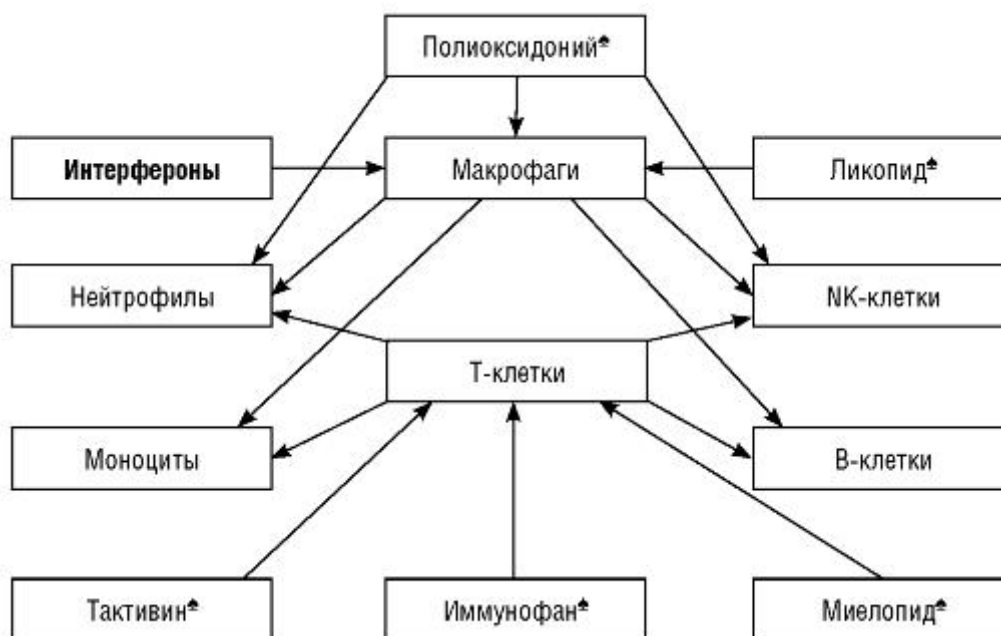 Полиоксидоний♠
Интерфероны
Макрофаги
Ликопид♠
Нейтрофилы
NK-клетки
Т-клетки
Моноциты
В-клетки
Тактивин♠
Иммунофан♠
Миелопид♠